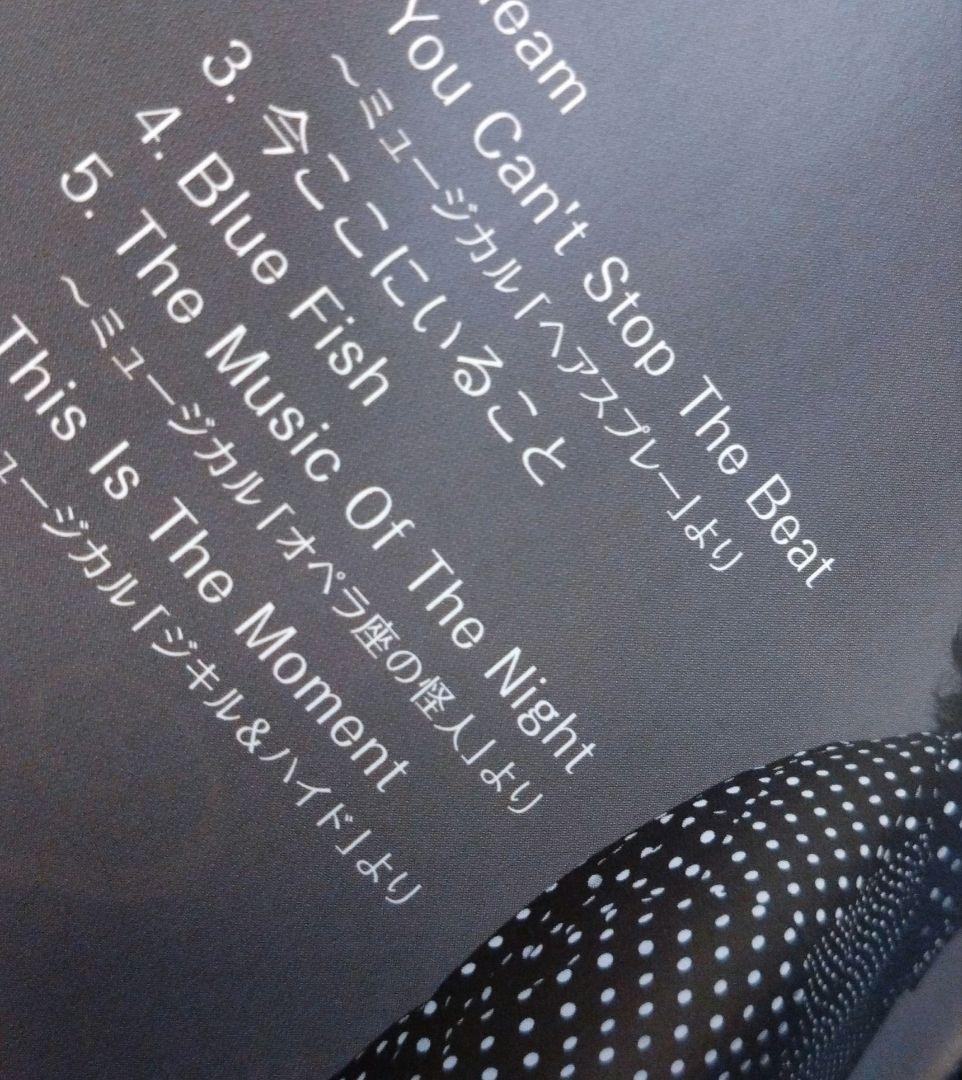 eam
You Can't Stop The Beat
～ミュージカル「ヘアスプレー」より
3. 今ここにいること
4. Blue Fish
5. The Music Of The Night
～ミュージカル「オペラ座の怪人」より
This Is The Moment
ュージカル「ジキル&ハイド」より